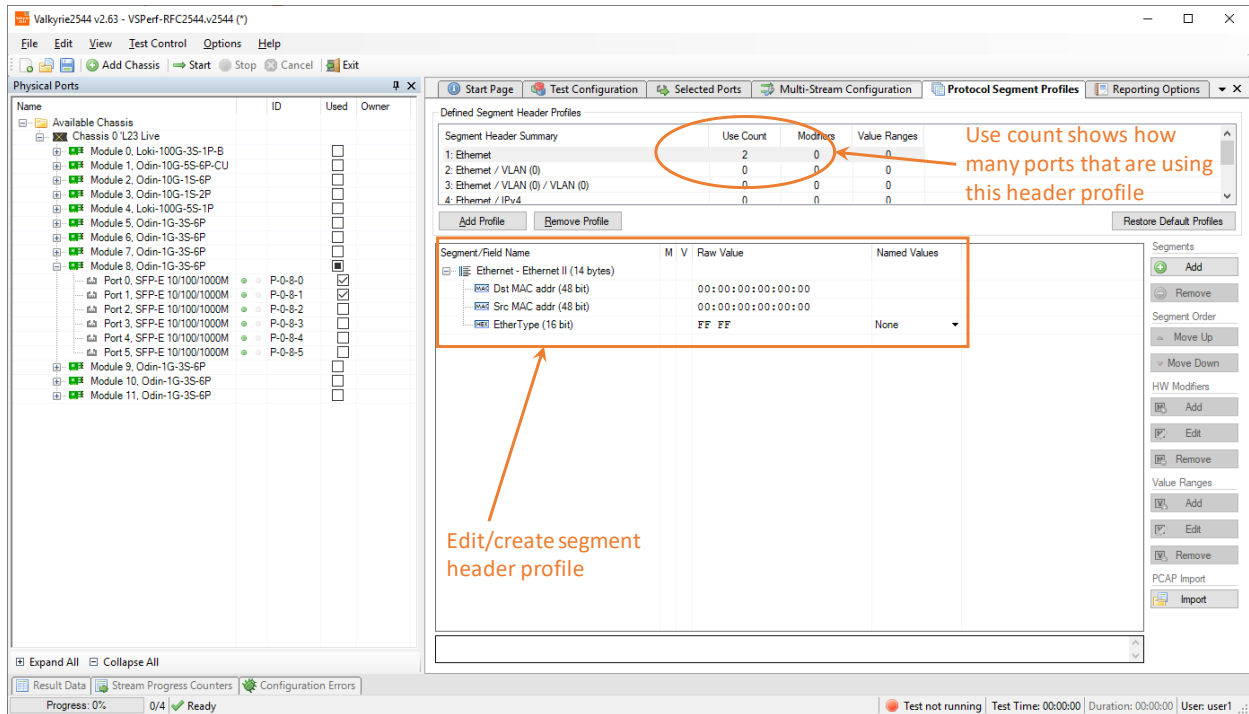 Valkyrie2544 v2.63 - VSPerf-RFC2544.v2544 (*)
File Edit View Test Control Options Help
Add Chassis Start Stop Cancel Exit
Physical Ports
Name ID Used Owner
Available Chassis
Chassis 0 'L23 Live
Module 0, Loki-100G-3S-1P-B
Module 1, Odin-10G-5S-6P-CU
Module 2, Odin-10G-1S-6P
Module 3, Odin-10G-1S-2P
Module 4, Loki-100G-5S-1P
Module 5, Odin-1G-3S-6P
Module 6, Odin-1G-3S-6P
Module 7, Odin-1G-3S-6P
Module 8, Odin-1G-3S-6P
Port 0, SFP-E 10/100/1000M P-0-8-0
Port 1, SFP-E 10/100/1000M P-0-8-1
Port 2, SFP-E 10/100/1000M P-0-8-2
Port 3, SFP-E 10/100/1000M P-0-8-3
Port 4, SFP-E 10/100/1000M P-0-8-4
Port 5, SFP-E 10/100/1000M P-0-8-5
Module 9, Odin-1G-3S-6P
Module 10, Odin-1G-3S-6P
Module 11, Odin-1G-3S-6P
Expand All Collapse All
Start Page Test Configuration Selected Ports Multi-Stream Configuration Protocol Segment Profiles Reporting Options
Defined Segment Header Profiles
Segment Header Summary Use Count Modifiers Value Ranges
1: Ethernet 2 0 0
2: Ethernet / VLAN (0) 0 0 0
3: Ethernet / VLAN (0) / VLAN (0) 0 0 0
4: Ethernet / IPv4 0 0 0
Use count shows how
many ports that are using
this header profile
Add Profile Remove Profile Restore Default Profiles
Segment/Field Name M V Raw Value Named Values
Ethernet - Ethernet II (14 bytes)
MAC Dst MAC addr (48 bit) 00:00:00:00:00:00
MAC Src MAC addr (48 bit) 00:00:00:00:00:00
HEX EtherType (16 bit) FF FF None
Edit/create segment
header profile
Segments
Add
Remove
Segment Order
Move Up
Move Down
HW Modifiers
Add
Edit
Remove
Value Ranges
Add
Edit
Remove
PCAP Import
Import
Result Data Stream Progress Counters Configuration Errors
Progress: 0% 0/4 Ready Test not running Test Time: 00:00:00 Duration: 00:00:00 User: user1